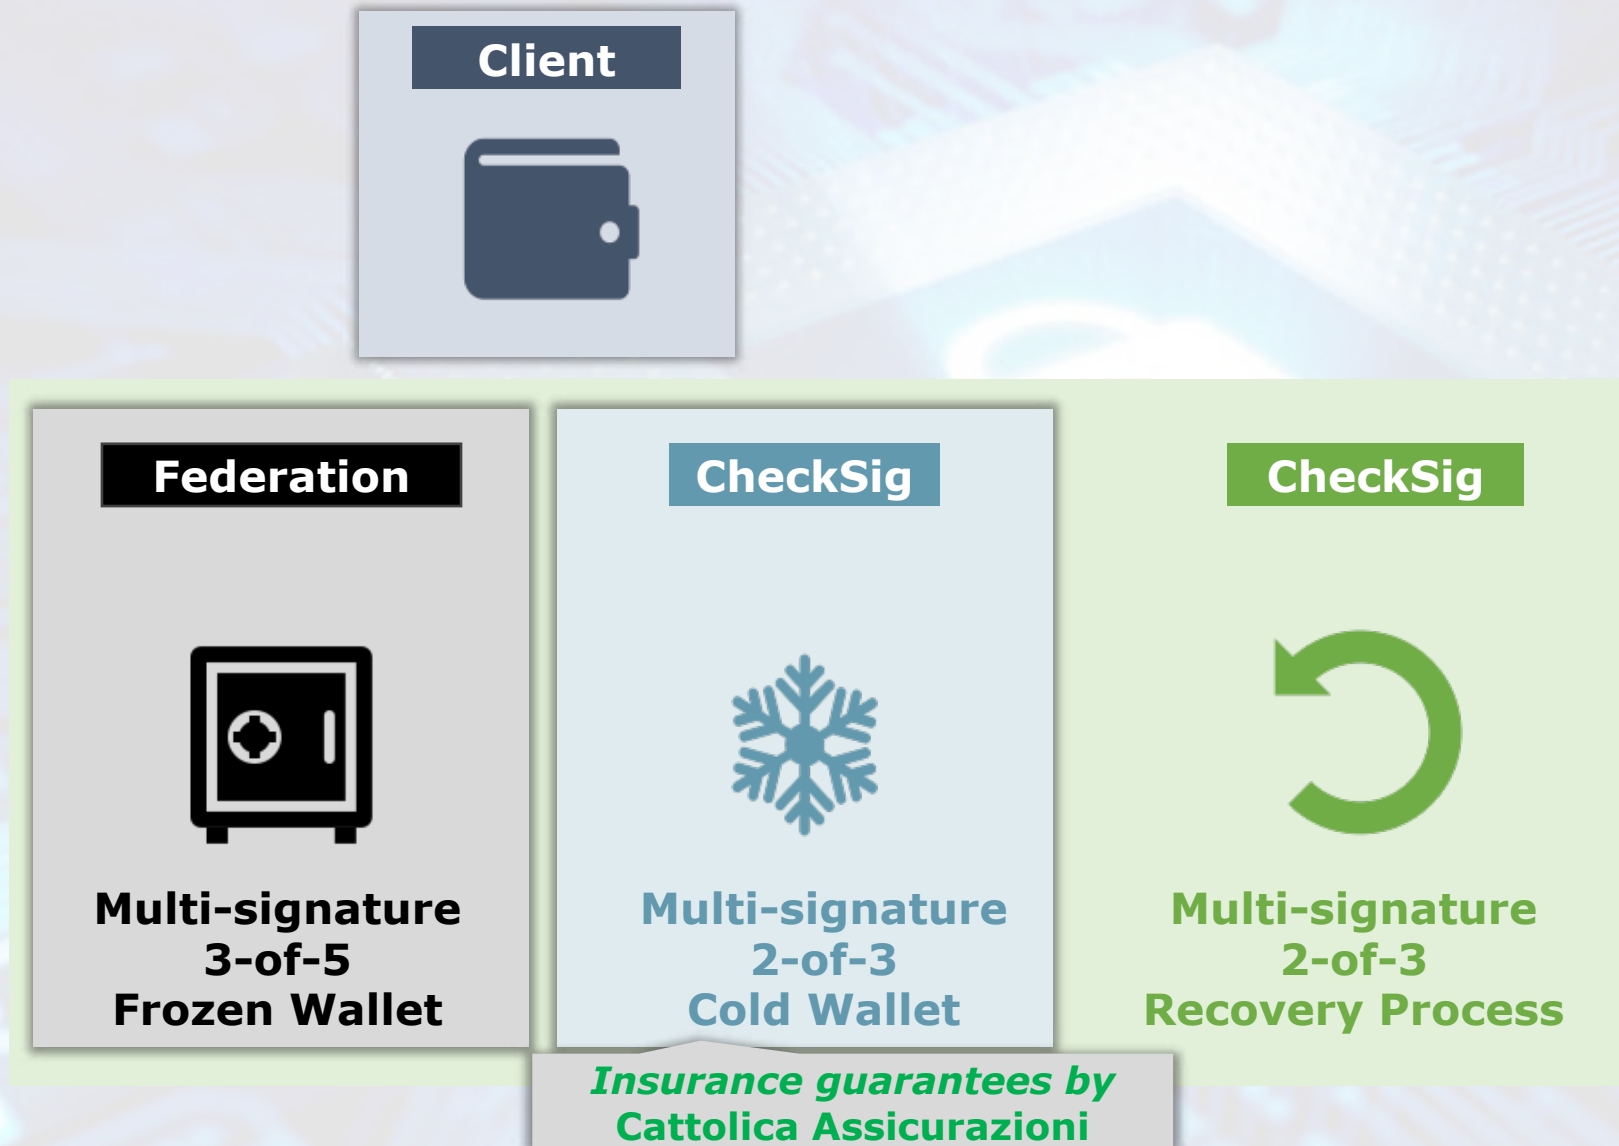 Client
Federation
Multi-signature
3-of-5
Frozen Wallet
CheckSig
Multi-signature
2-of-3
Cold Wallet
Insurance guarantees by
Cattolica Assicurazioni
CheckSig
Multi-signature
2-of-3
Recovery Process